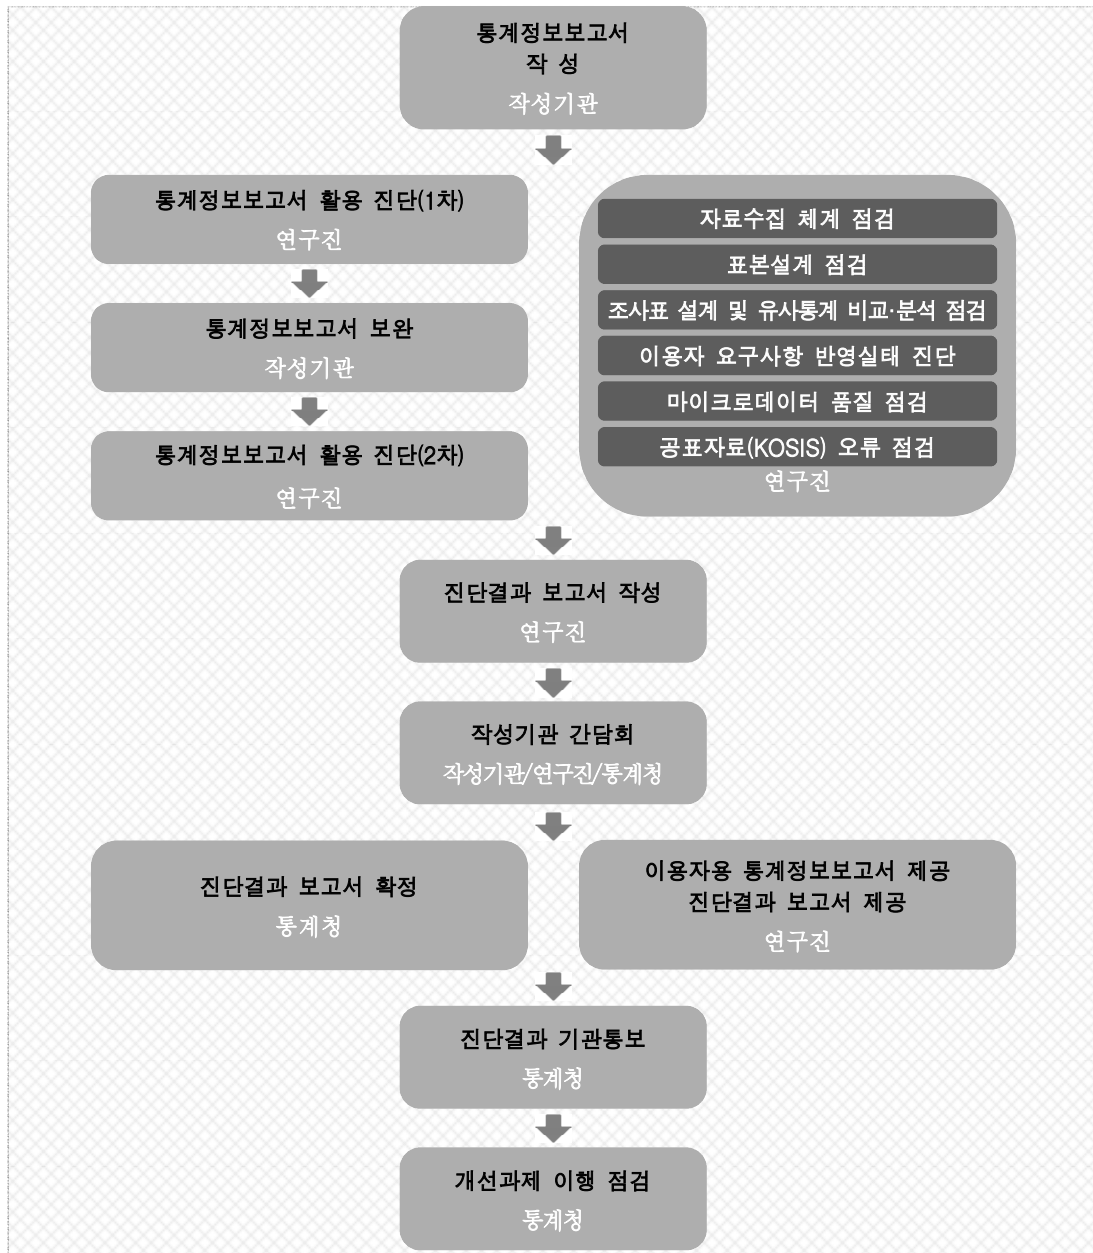 통계정보보고서
작 성
작성기관
통계정보보고서 활용 진단(1차)
연구진
통계정보보고서 보완
작성기관
통계정보보고서 활용 진단(2차)
연구진
자료수집 체계 점검
표본설계 점검
조사표 설계 및 유사통계 비교·분석 점검
이용자 요구사항 반영실태 진단
마이크로데이터 품질 점검
공표자료(KOSIS) 오류 점검
연구진
진단결과 보고서 작성
연구진
작성기관 간담회
작성기관/연구진/통계청
진단결과 보고서 확정
통계청
이용자용 통계정보보고서 제공
진단결과 보고서 제공
연구진
진단결과 기관통보
통계청
개선과제 이행 점검
통계청